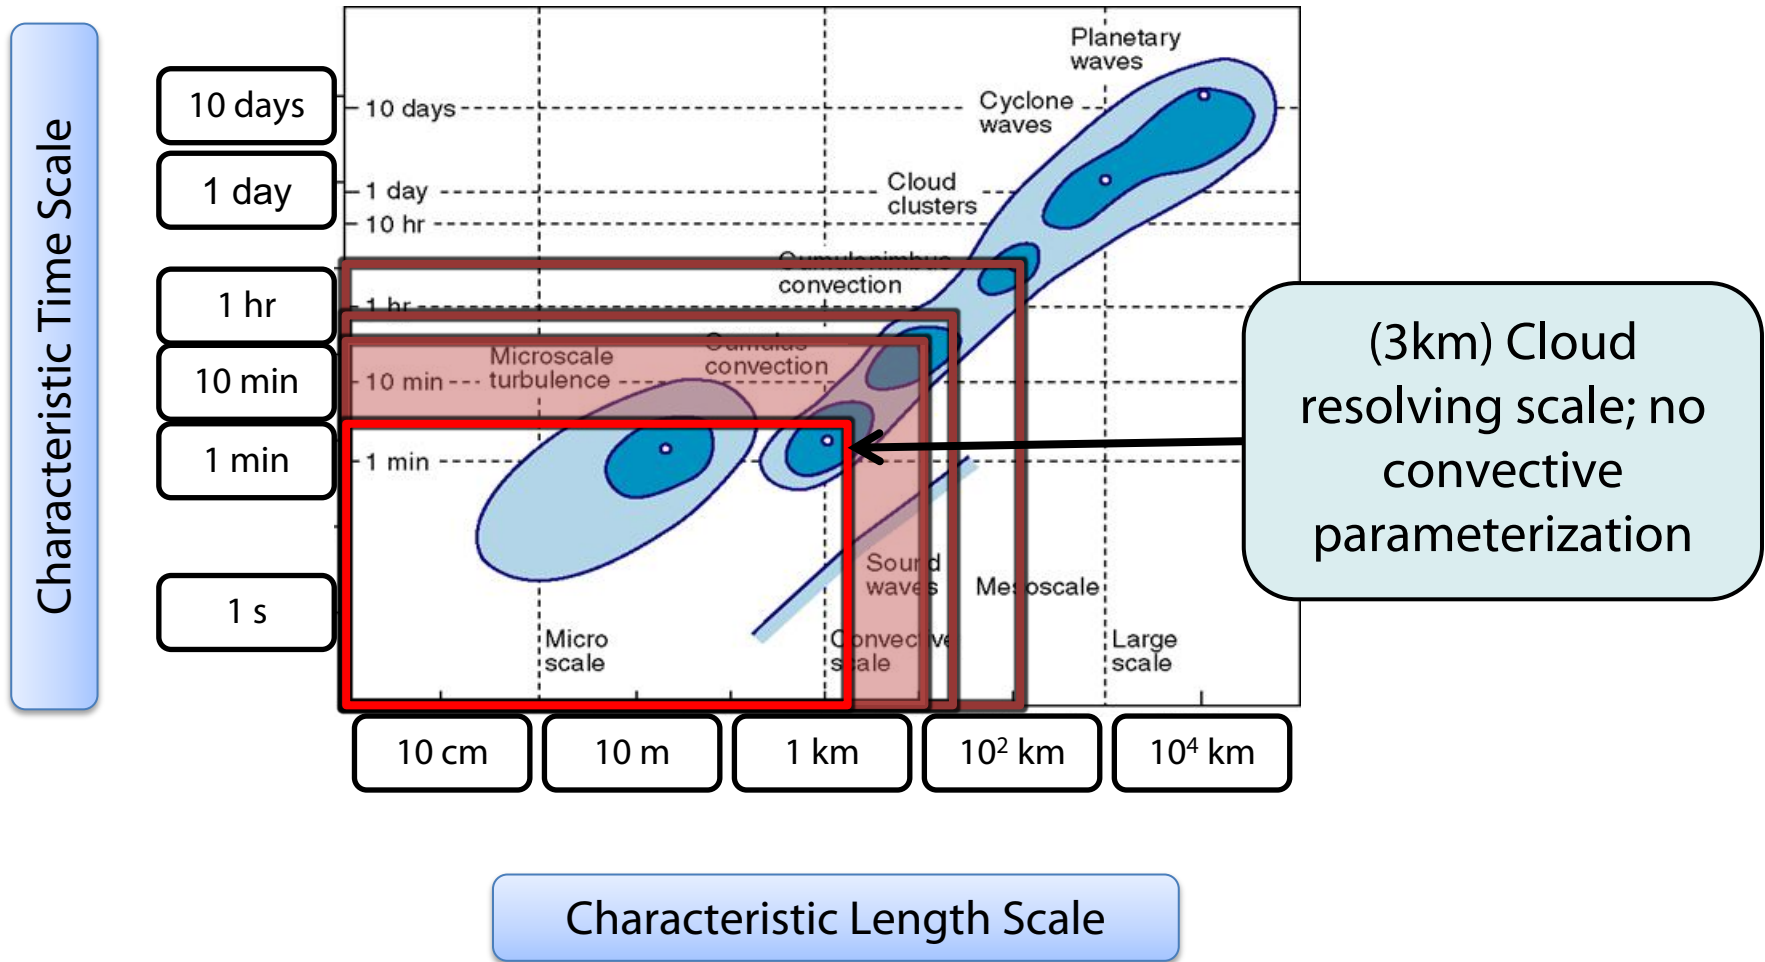 Characteristic Time Scale
10 days
1 day
1 hr
10 min
1 min
1 s
10 days
1 day
10 hr
1 hr
10 min
1 min
Planetary
waves
Cyclone
waves
Cloud
clusters
Cumulonimbus
convection
Cumulus
convection
Microscale
turbulence
Sound
waves
Mesoscale
Micro
scale
Convective
scale
Large
scale
(3km) Cloud
resolving scale; no
convective
parameterization
10 cm
10 m
1 km
10² km
10⁴ km
Characteristic Length Scale